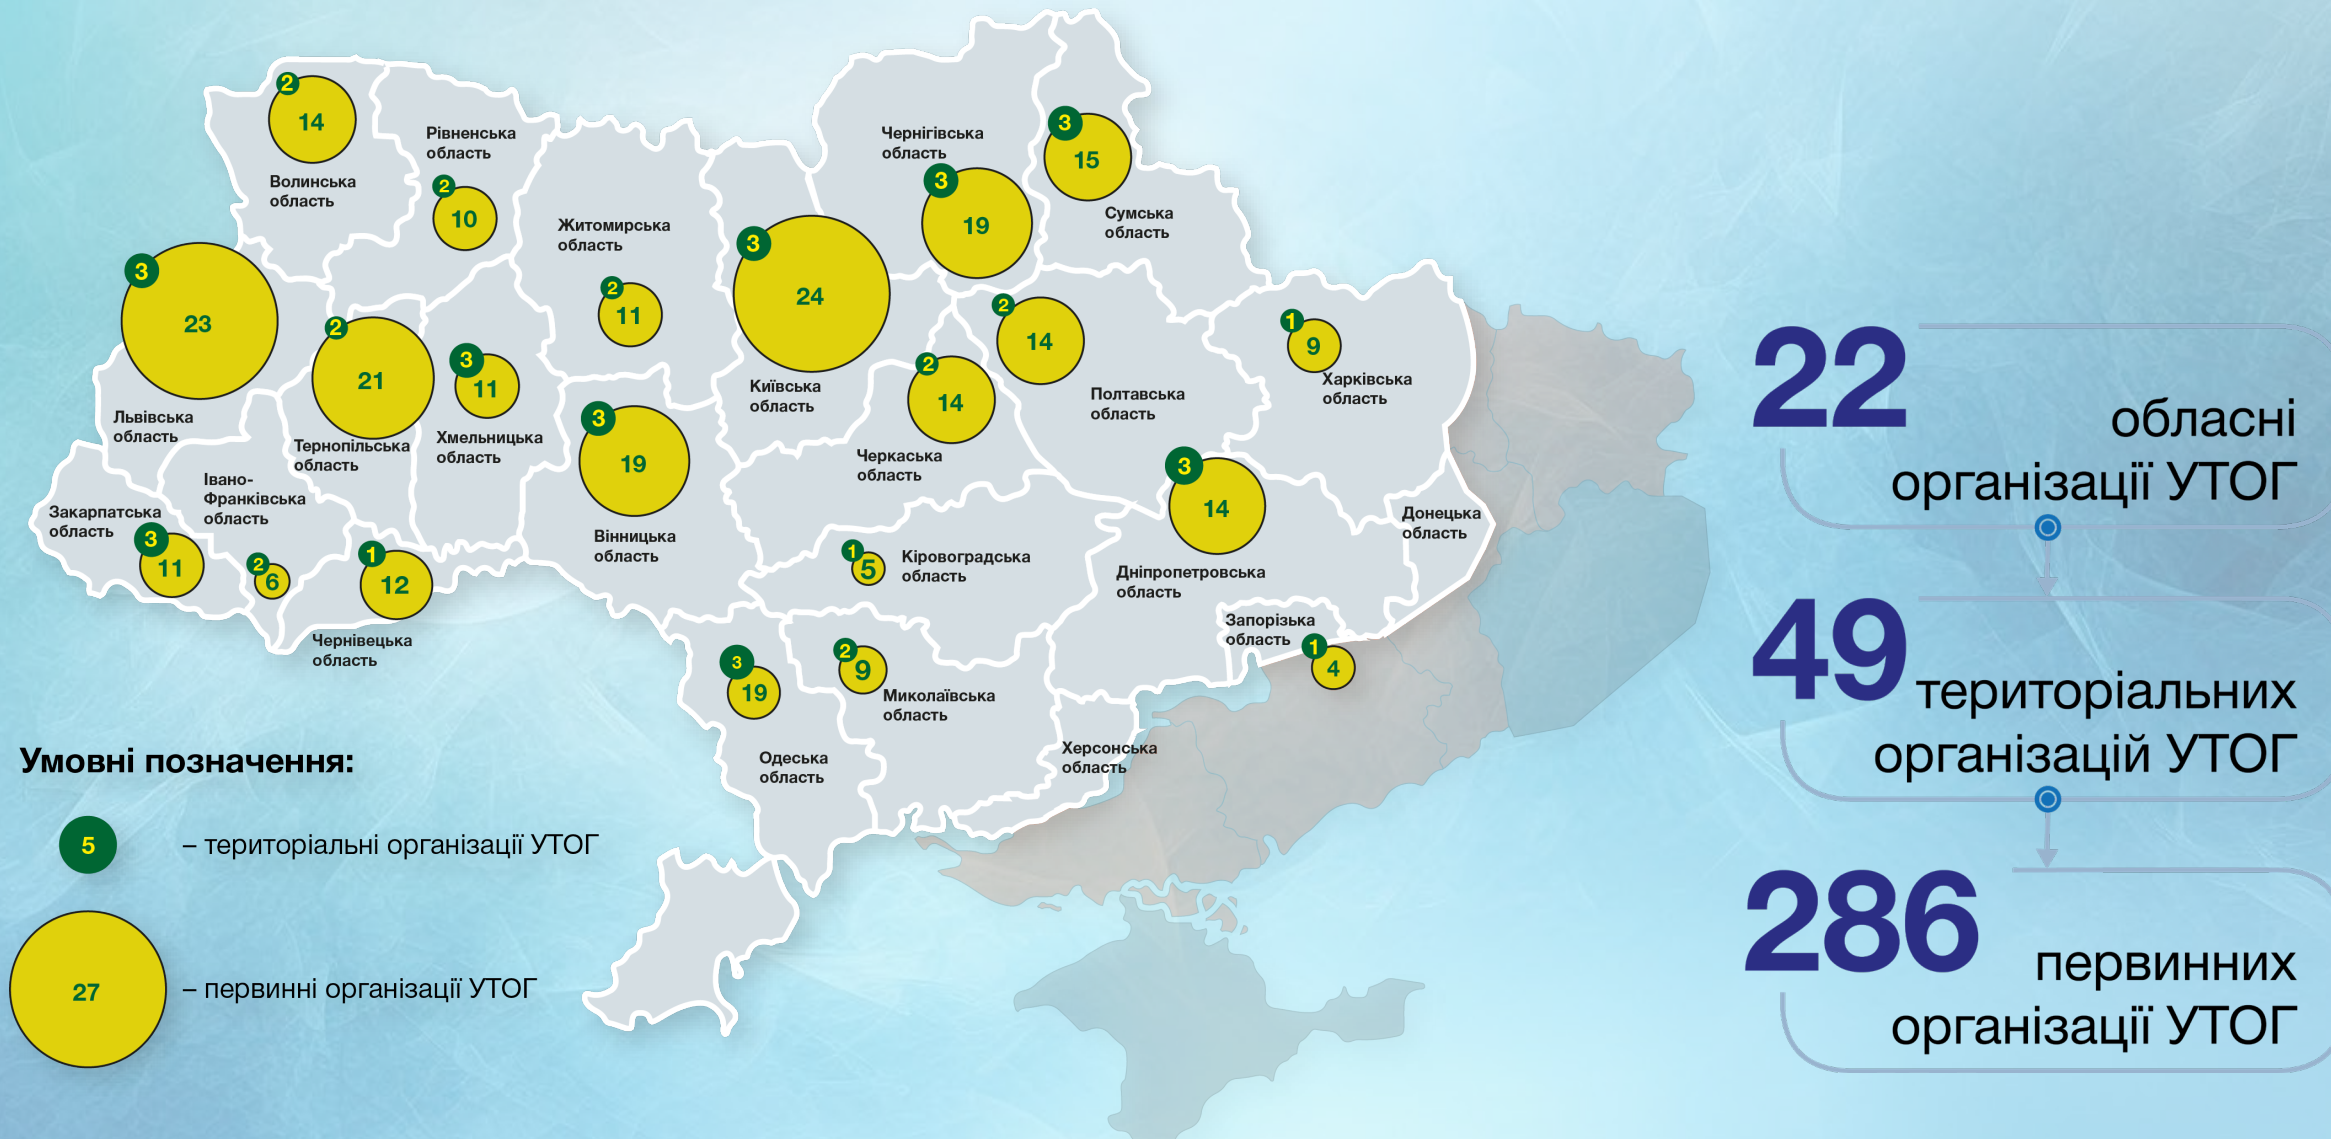 2
14
Волинська
область
Рівненська
область
2
10
Житомирська
область
2
11
Чернігівська
область
3
19
3
15
Сумська
область
3
23
Львівська
область
2
21
Тернопільська
область
3
11
Хмельницька
область
3
24
Київська
область
2
14
Черкаська
область
2
14
Полтавська
область
1
9
Харківська
область
3
19
Вінницька
область
Івано-
Франківська
область
2
6
Закарпатська
область
3
11
1
12
Чернівецька
область
1
5
Кіровоградська
область
3
14
Дніпропетровська
область
Донецька
область
Запорізька
область
1
4
3
19
Одеська
область
2
9
Миколаївська
область
Херсонська
область
Умовні позначення:
5
– територіальні організації УТОГ
27
– первинні організації УТОГ
22
обласні
організації УТОГ
49
територіальних
організацій УТОГ
286
первинних
організації УТОГ